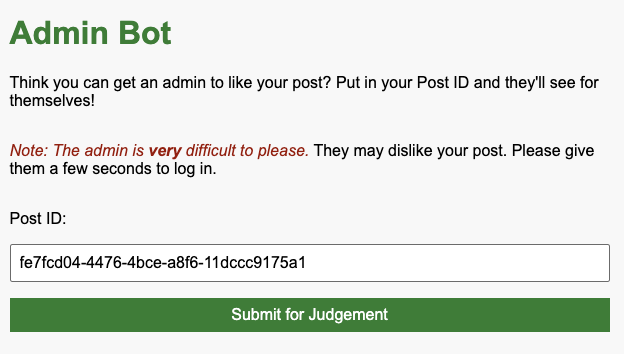 Admin Bot
Think you can get an admin to like your post? Put in your Post ID and they'll see for
themselves!
Note: The admin is very difficult to please. They may dislike your post. Please give
them a few seconds to log in.
Post ID:
fe7fcd04-4476-4bce-a8f6-11dccc9175a1
Submit for Judgement